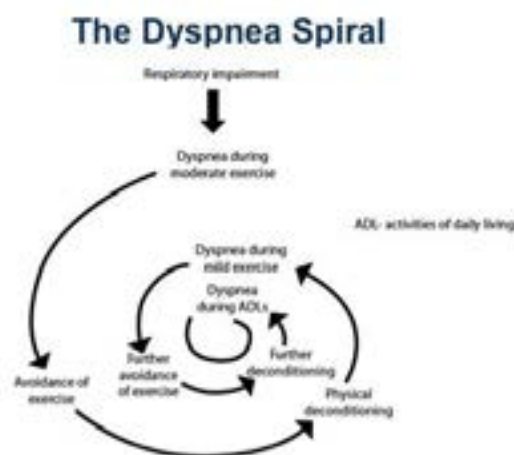 The Dyspnea Spiral
Respiratory impairment
Dyspnea during
moderate exercise
ADL- activities of daily living
Dyspnea during
mild exercise
Dyspnea
during ADLs
Further
avoidance
of exercise
Further
deconditioning
Avoidance of
exercise
Physical
deconditioning